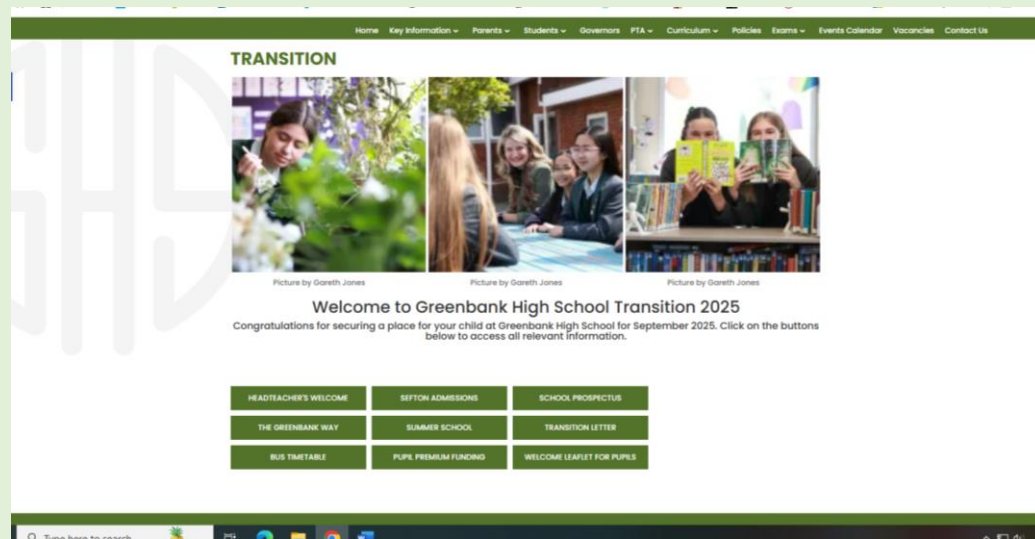 Home Key Information Parents Students Governors PTA Curriculum Policies Exams Events Calendar Vacancies Contact Us
TRANSITION
Picture by Gareth Jones
Picture by Gareth Jones
Picture by Gareth Jones
Welcome to Greenbank High School Transition 2025
Congratulations for securing a place for your child at Greenbank High School for September 2025. Click on the buttons
below to access all relevant information.
HEADTEACHER'S WELCOME
SEFTON ADMISSIONS
SCHOOL PROSPECTUS
THE GREENBANK WAY
SUMMER SCHOOL
TRANSITION LETTER
BUS TIMETABLE
PUPIL PREMIUM FUNDING
WELCOME LEAFLET FOR PUPILS
Type here to search